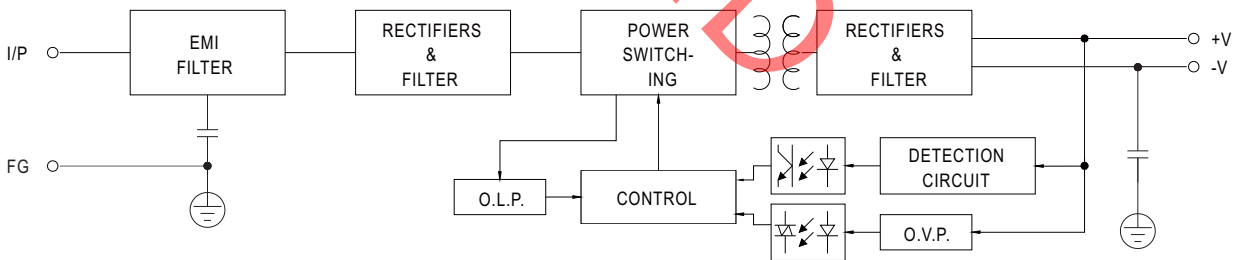 I/P
EMI
FILTER
RECTIFIERS
&
FILTER
POWER
SWITCH-
ING
RECTIFIERS
&
FILTER
+V
-V
FG
O.L.P.
CONTROL
DETECTION
CIRCUIT
O.V.P.